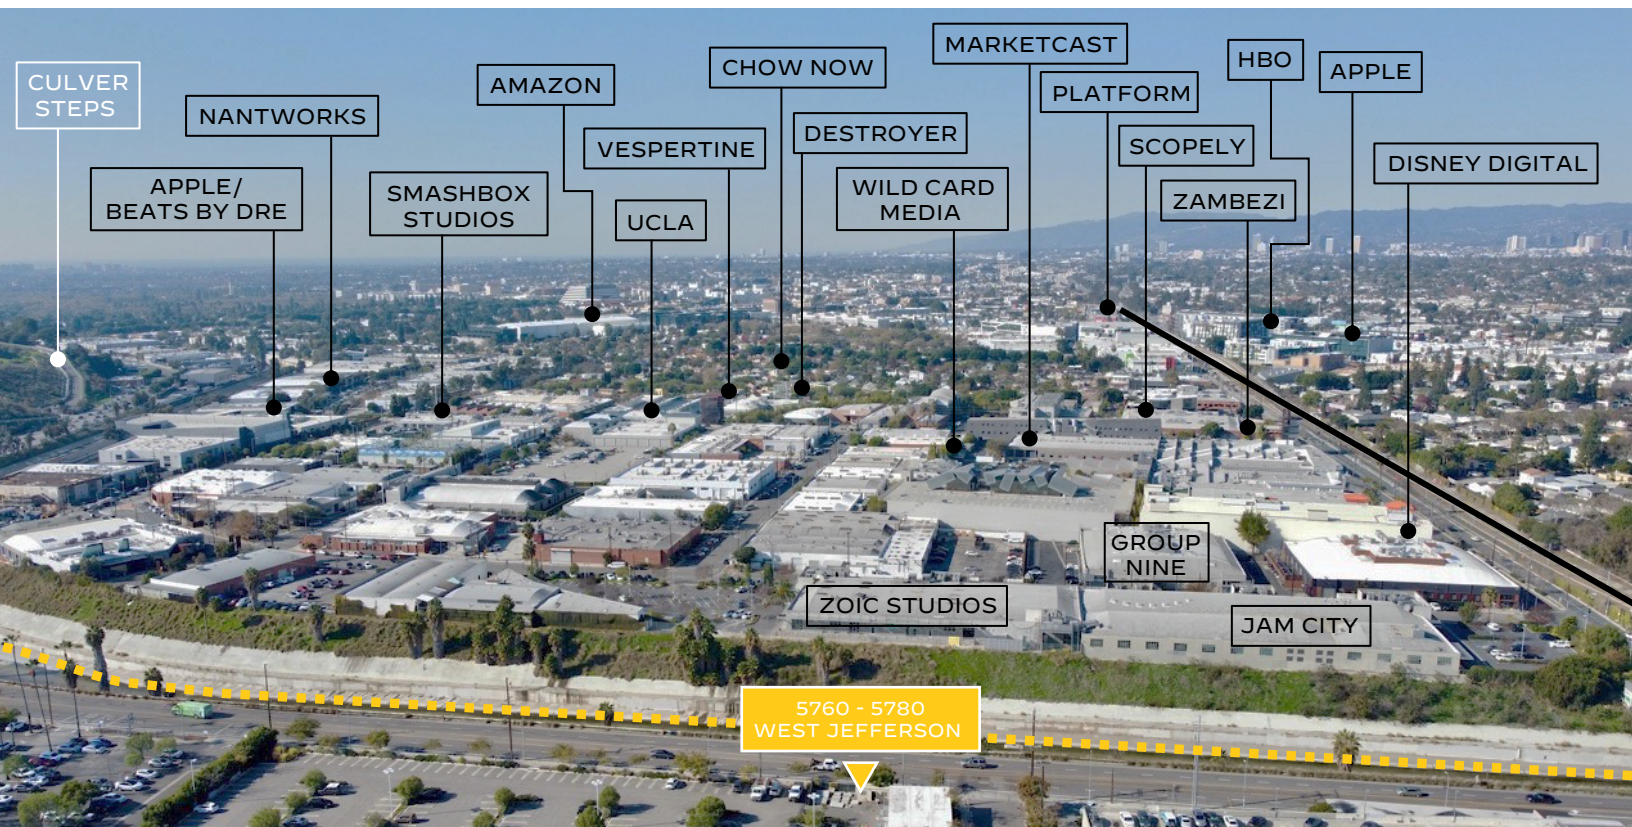 CULVER
STEPS
NANTWORKS
APPLE/
BEATS BY DRE
AMAZON
SMASHBOX
STUDIOS
VESPERTINE
UCLA
CHOW NOW
DESTROYER
WILD CARD
MEDIA
MARKETCAST
PLATFORM
SCOPELY
ZAMBEZI
HBO
APPLE
DISNEY DIGITAL
GROUP
NINE
ZOIC STUDIOS
JAM CITY
5760 - 5780
WEST JEFFERSON